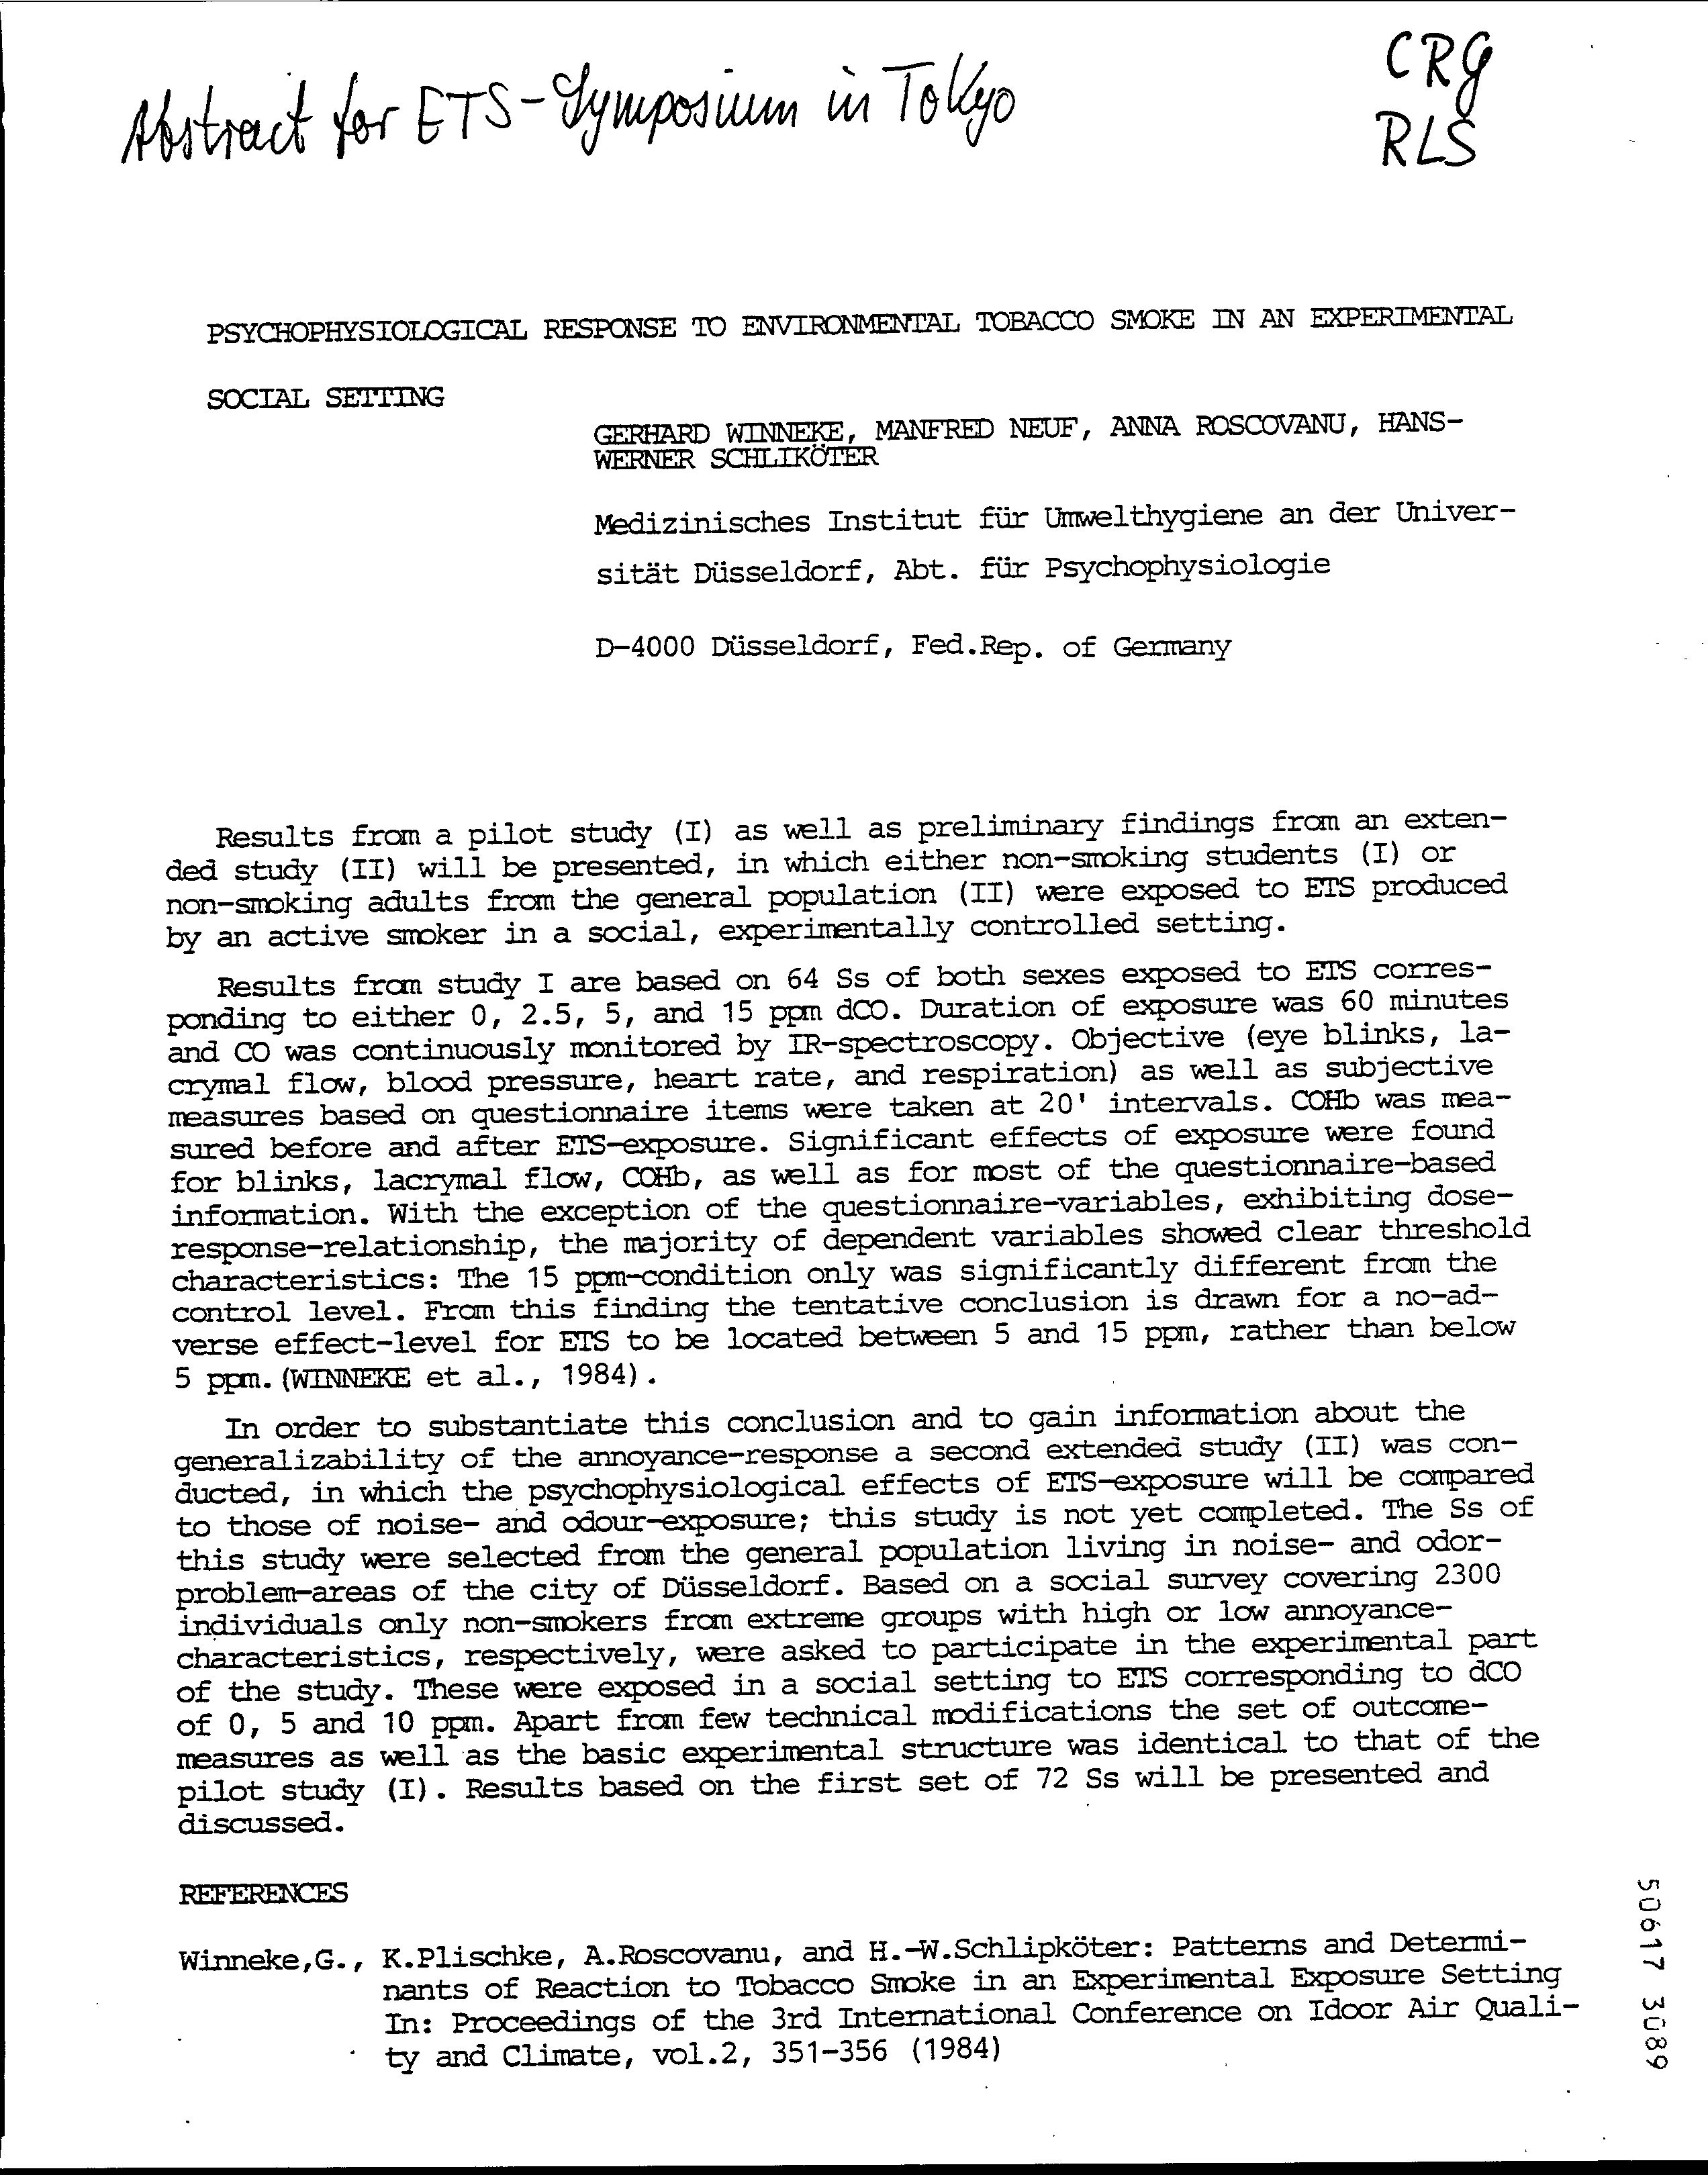 Abstract for ETS-Symposium in Tokyo
CRG
RLS
PSYCHOPHYSIOLOGICAL RESPONSE TO ENVIRONMENTAL TOBACCO SMOKE IN AN EXPERIMENTAL
SOCIAL SETTING
GERHARD WINNEKE, MANFRED NEUF, ANNA ROSCOVANU, HANS-
WERNER SCHLIKÖTER
Medizinisches Institut für Umwelthygiene an der Univer-
sität Düsseldorf, Abt. für Psychophysiologie
D-4000 Düsseldorf, Fed.Rep. of Germany
Results from a pilot study (I) as well as preliminary findings from an exten-
ded study (II) will be presented, in which either non-smoking students (I) or
non-smoking adults from the general population (II) were exposed to ETS produced
by an active smoker in a social, experimentally controlled setting.
Results from study I are based on 64 Ss of both sexes exposed to ETS corres-
ponding to either 0, 2.5, 5, and 15 ppm dCO. Duration of exposure was 60 minutes
and CO was continuously monitored by IR-spectroscopy. Objective (eye blinks, la-
crymal flow, blood pressure, heart rate, and respiration) as well as subjective
measures based on questionnaire items were taken at 20' intervals. COHb was mea-
sured before and after ETS-exposure. Significant effects of exposure were found
for blinks, lacrymal flow, COHb, as well as for most of the questionnaire-based
information. With the exception of the questionnaire-variables, exhibiting dose-
response-relationship, the majority of dependent variables showed clear threshold
characteristics: The 15 ppm-condition only was significantly different from the
control level. From this finding the tentative conclusion is drawn for a no-ad-
verse effect-level for ETS to be located between 5 and 15 ppm, rather than below
5 ppm. (WINNEKE et al., 1984).
In order to substantiate this conclusion and to gain information about the
generalizability of the annoyance-response a second extended study (II) was con-
ducted, in which the psychophysiological effects of ETS-exposure will be compared
to those of noise- and odour-exposure; this study is not yet completed. The Ss of
this study were selected from the general population living in noise- and odor-
problem-areas of the city of Düsseldorf. Based on a social survey covering 2300
individuals only non-smokers from extreme groups with high or low annoyance-
characteristics, respectively, were asked to participate in the experimental part
of the study. These were exposed in a social setting to ETS corresponding to dCO
of 0, 5 and 10 ppm. Apart from few technical modifications the set of outcome-
measures as well as the basic experimental structure was identical to that of the
pilot study (I). Results based on the first set of 72 Ss will be presented and
discussed.
REFERENCES
Winneke,G., K.Plischke, A.Roscovanu, and H.-W.Schlipköter: Patterns and Determi-
nants of Reaction to Tobacco Smoke in an Experimental Exposure Setting
In: Proceedings of the 3rd International Conference on Idoor Air Quali-
ty and Climate, vol.2, 351-356 (1984)
50617 3089